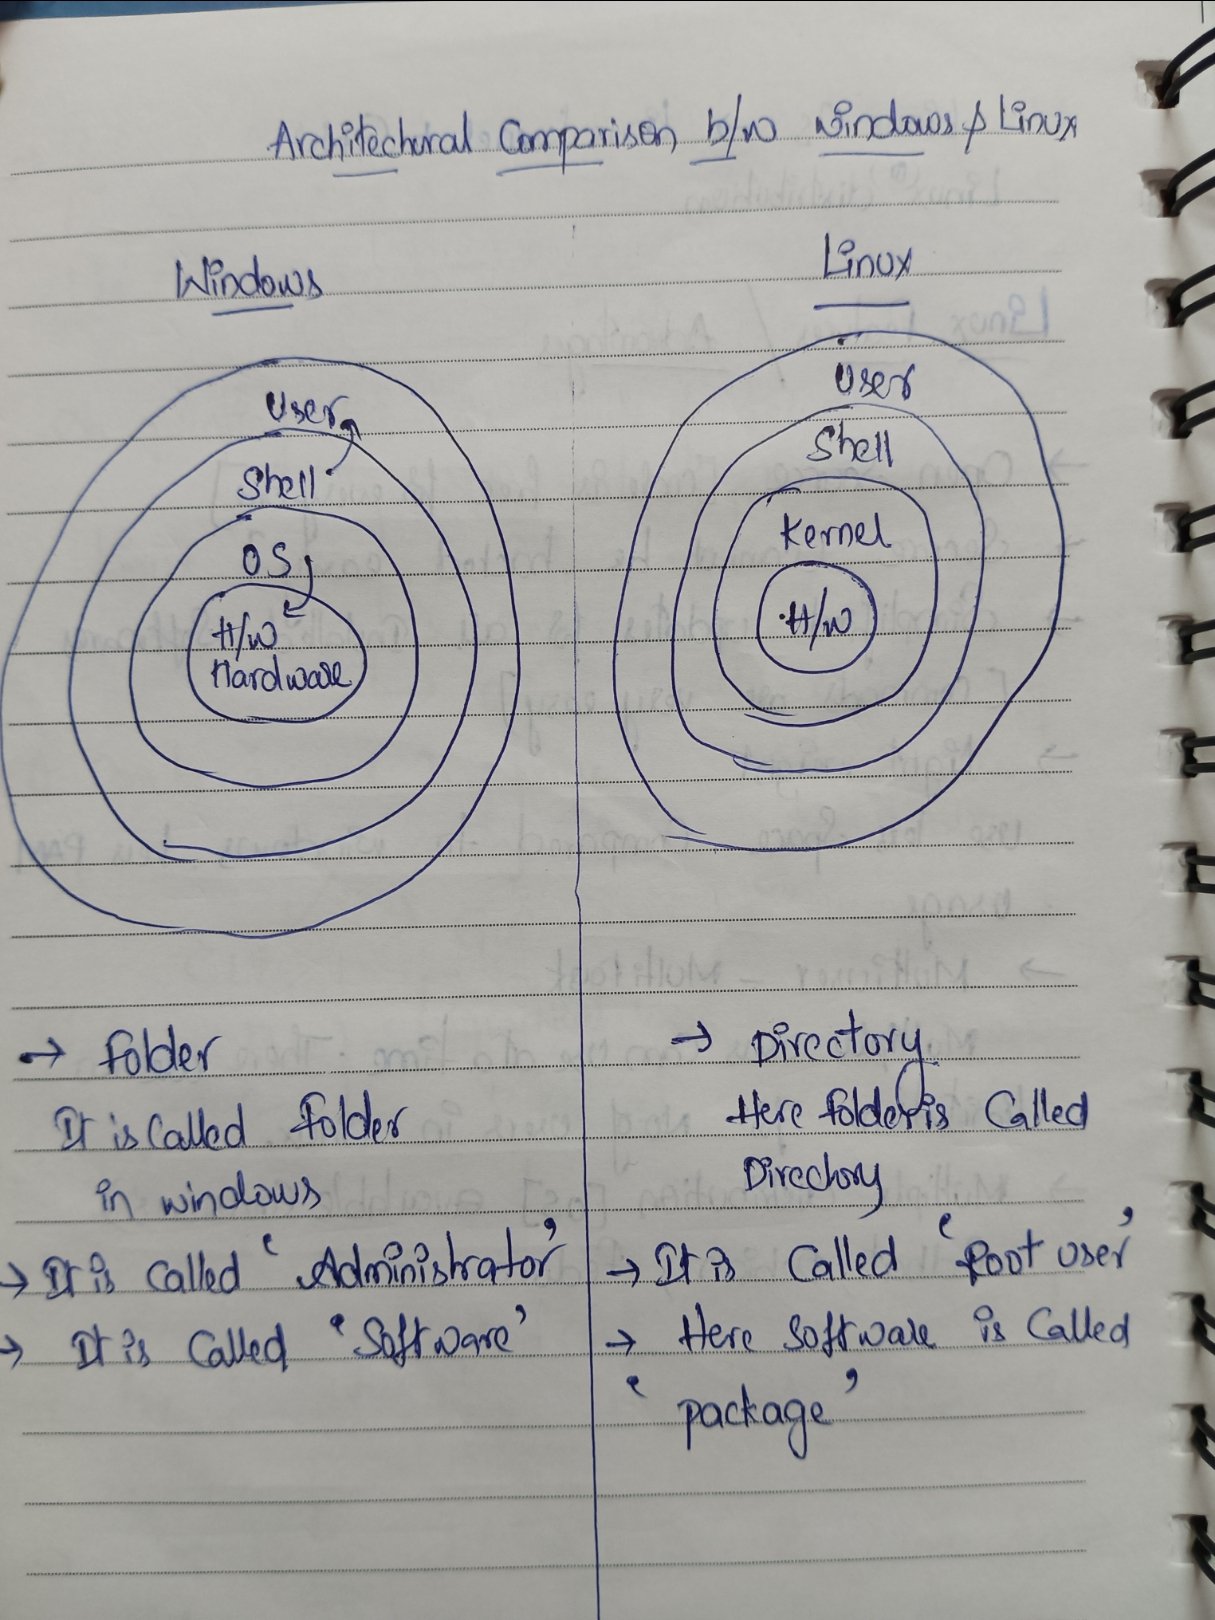 Architechural Comparison b/w windows & Linux
Windows
User
Shell
OS
H/w
Hardware
Linux
User
Shell
Kernel
H/w
→ Folder
It is Called Folder
in windows
→ It is Called 'Administrator'
→ It is Called 'Software'
→ Directory
Here folder is Called
Directory
→ It is Called 'Root user'
→ Here Software is Called
'package'